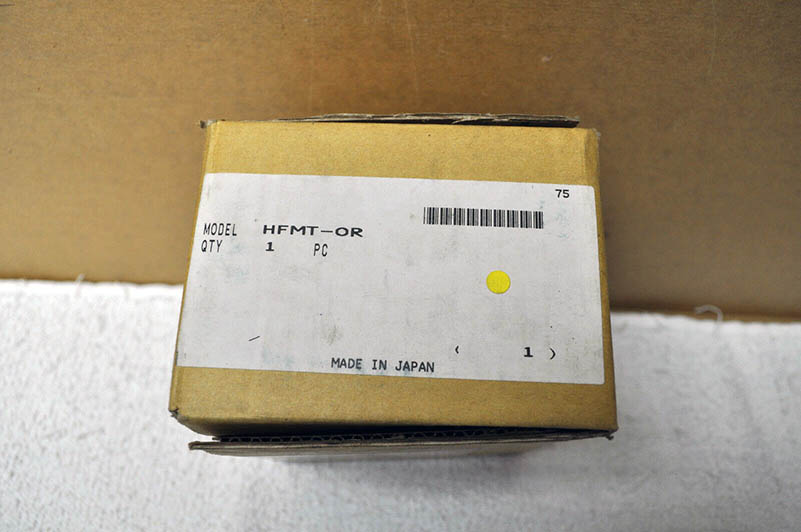 75
MODEL HFMT-OR
QTY 1 PC
( 1 )
MADE IN JAPAN